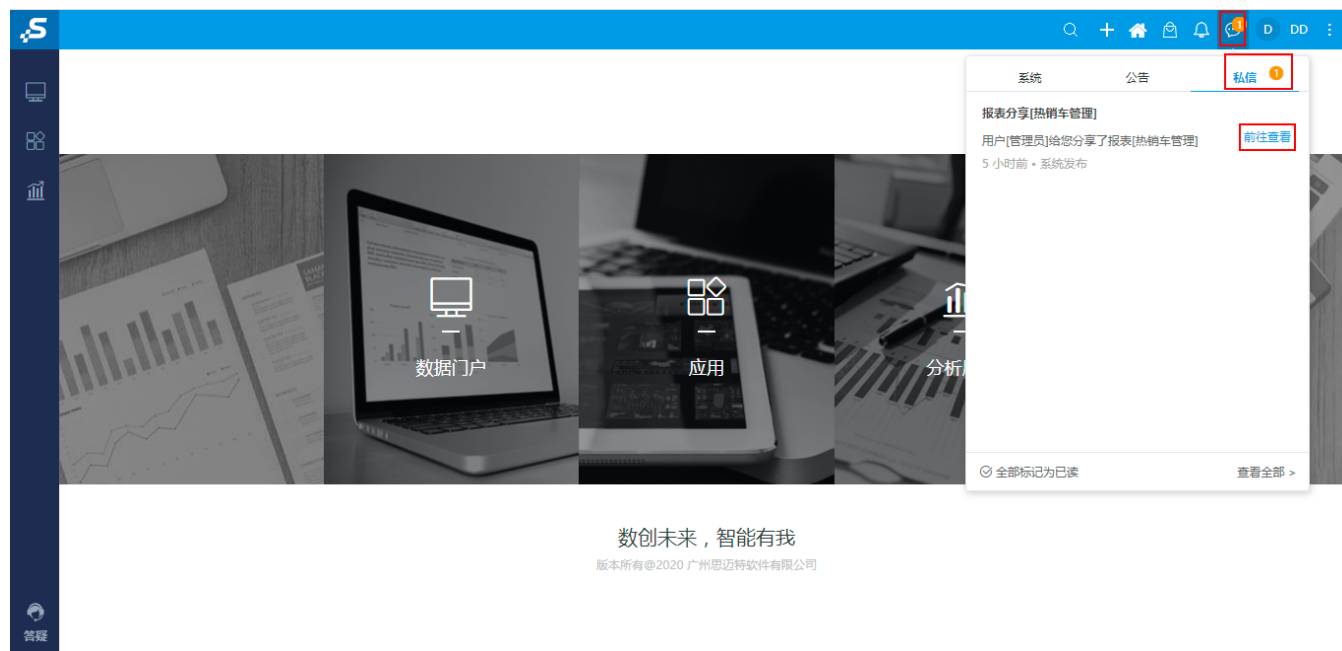 S
1
D
DD
系统
公告
私信
1
报表分享[热销车管理]
用户[管理员]给您分享了报表[热销车管理]
前往查看
5 小时前 • 系统发布
数据门户
应用
分析
全部标记为已读
查看全部 >
数创未来，智能有我
版本所有@2020 广州思迈特软件有限公司
答疑